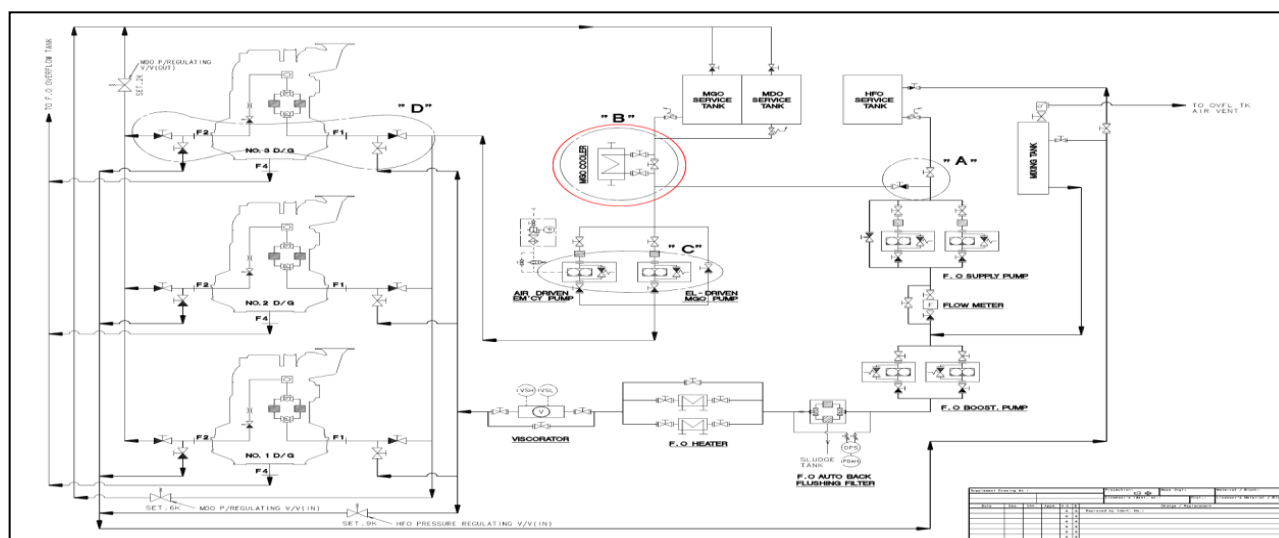 MDO P/REGULATING
V/V(OUT)
SET.2K
TO F.O OVERFLOW TANK
"D"
F2
F1
NO. 3 D/G
F4
F2
F1
NO. 2 D/G
F4
F2
F1
NO. 1 D/G
F4
SET.6K
MDO P/REGULATING V/V(IN)
SET.9K
HFO PRESSURE REGULATING V/V(IN)
MGO
SERVICE
TANK
MDO
SERVICE
TANK
HFO
SERVICE
TANK
"B"
MGO COOLER
"A"
MIXING TANK
TO OVFL TK
AIR VENT
"C"
AIR DRIVEN
EM'CY PUMP
EL-DRIVEN
MGO PUMP
F.O SUPPLY PUMP
F
FLOW METER
F.O BOOST. PUMP
VSH
VSL
V
VISCORATOR
F.O HEATER
SLUDGE
TANK
DPS
PDAH
F.O AUTO BACK
FLUSHING FILTER